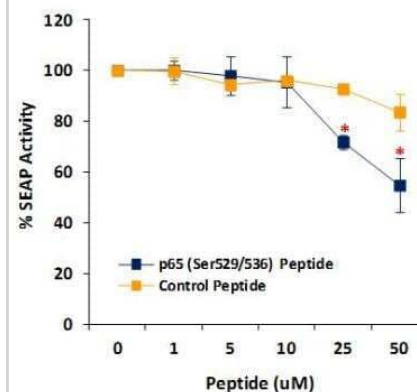 120
100
80
60
40
20
0
% SEAP Activity
*
*
p65 (Ser529/536) Peptide
Control Peptide
0 1 5 10 25 50
Peptide (uM)